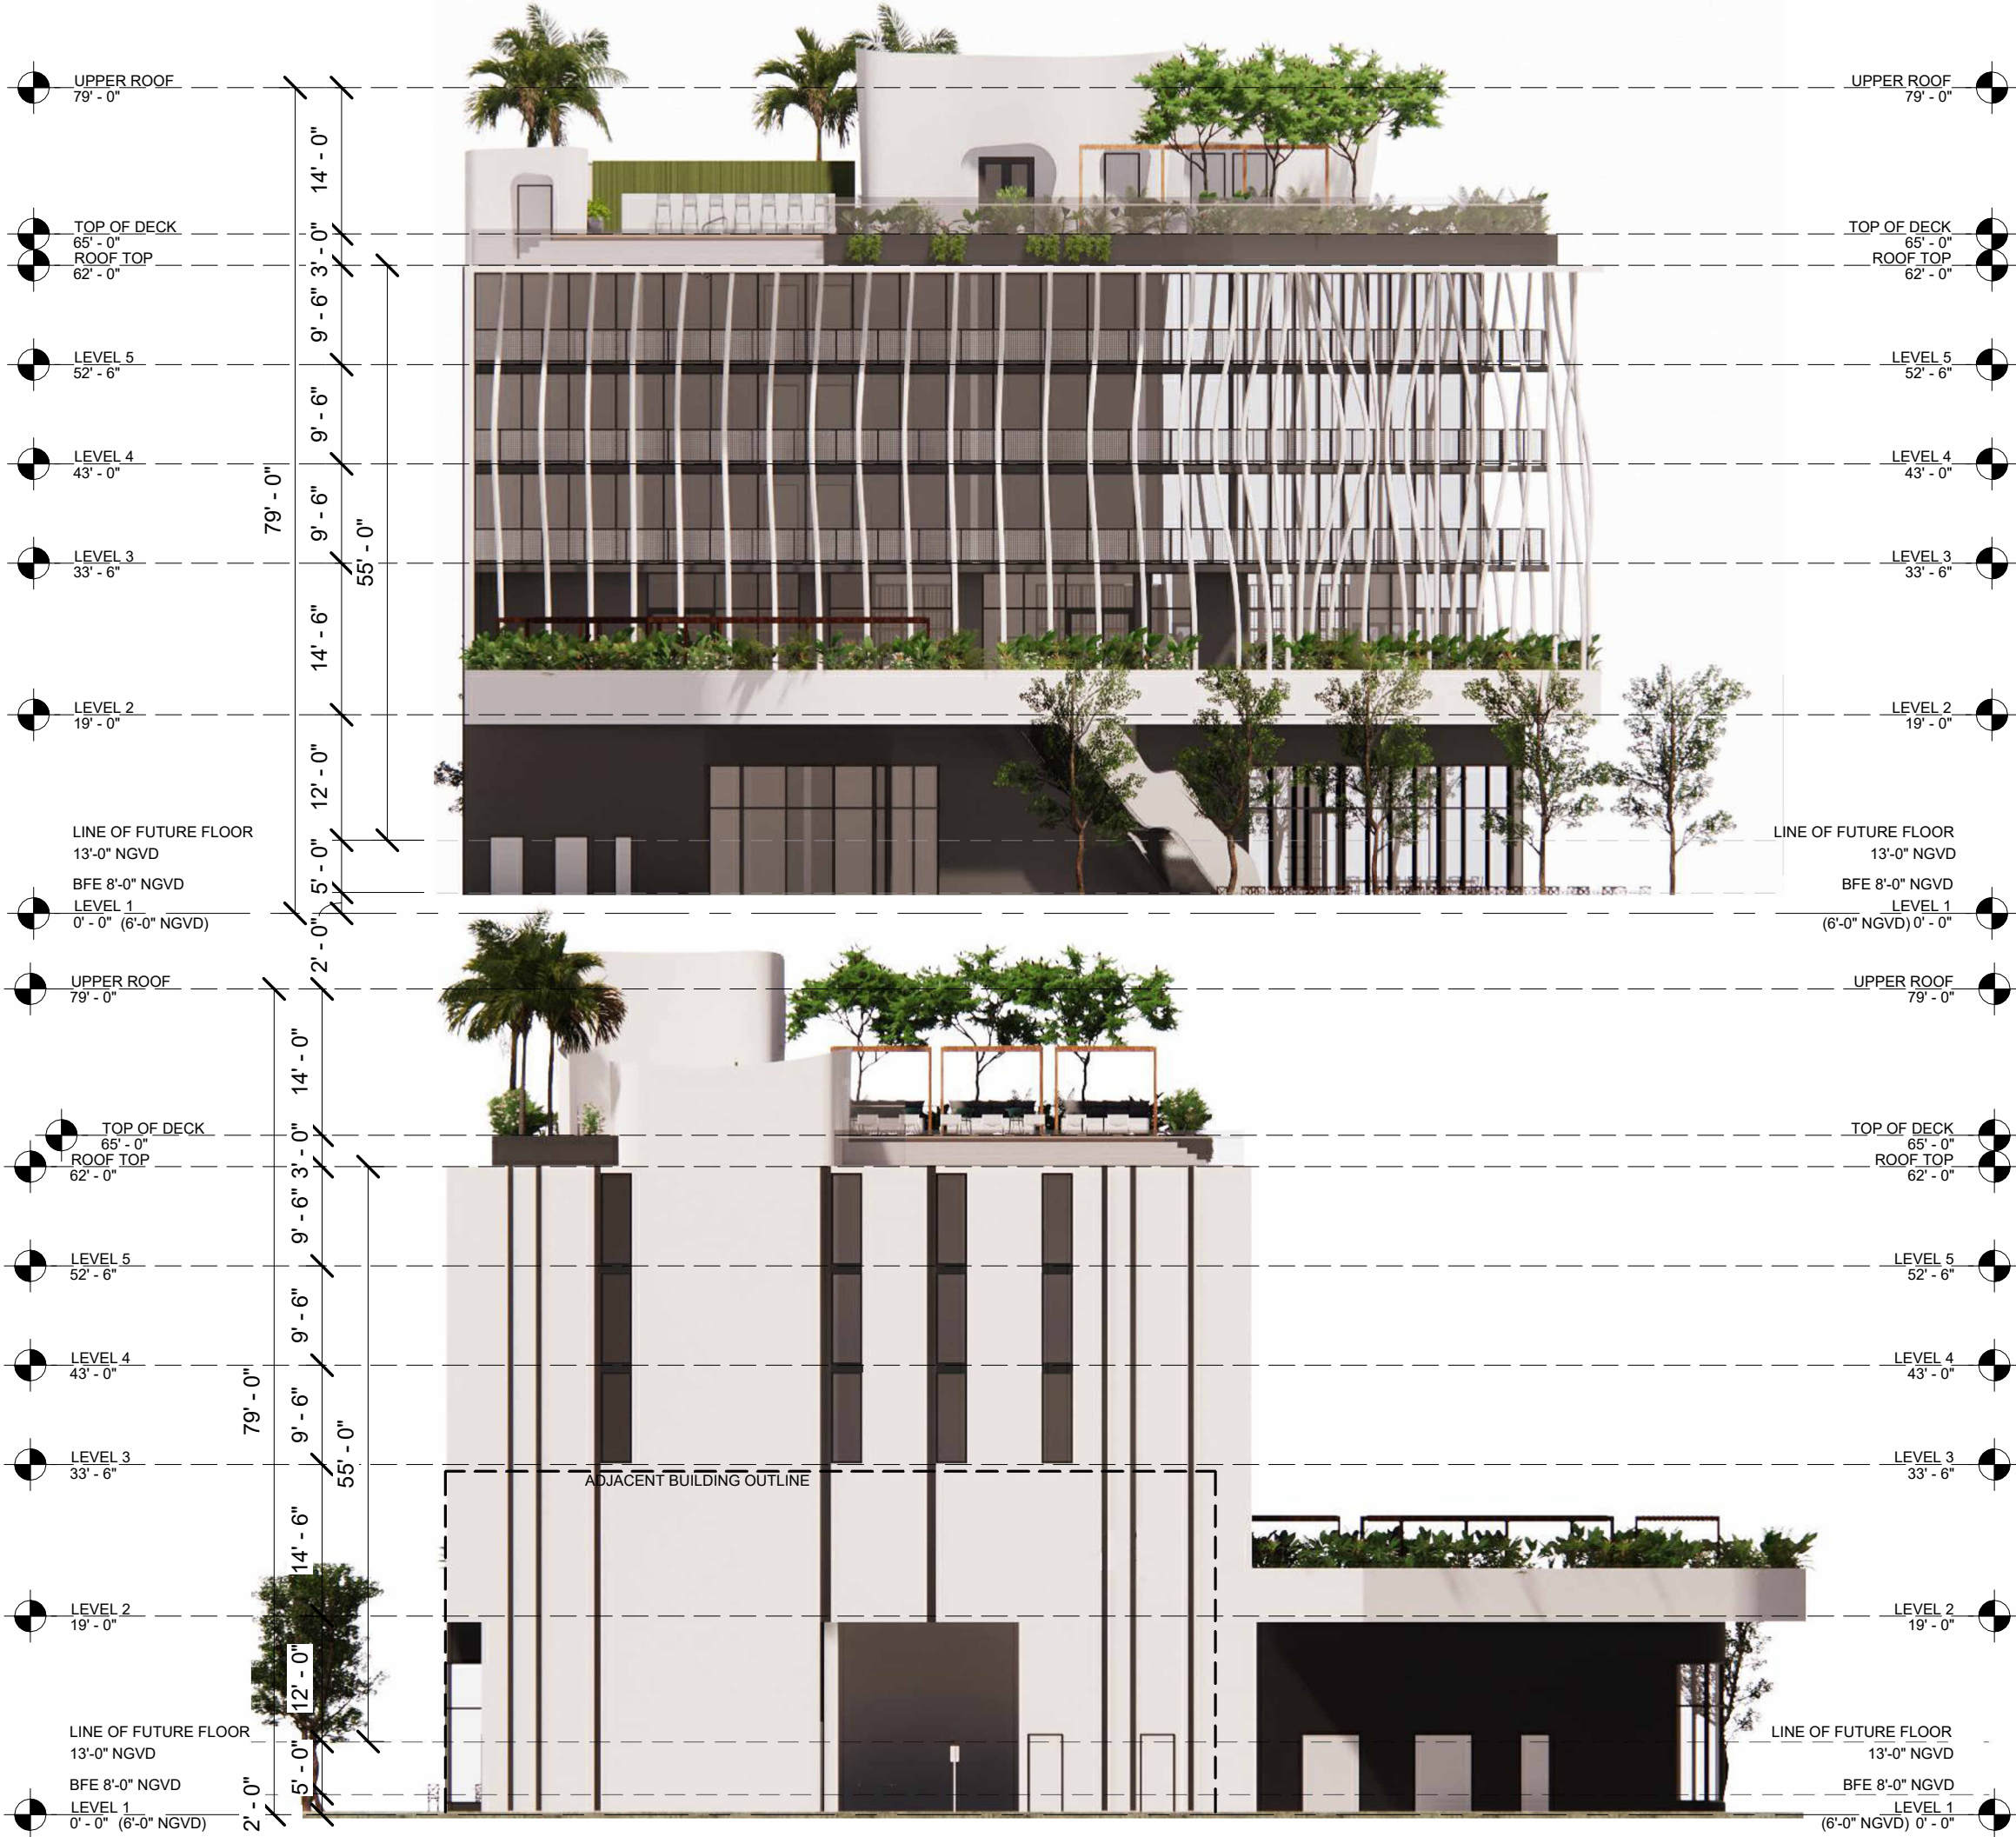 UPPER ROOF
79' - 0"
TOP OF DECK
65' - 0"
ROOF TOP
62' - 0"
LEVEL 5
52' - 6"
LEVEL 4
43' - 0"
LEVEL 3
33' - 6"
LEVEL 2
19' - 0"
LINE OF FUTURE FLOOR
13'-0" NGVD
BFE 8'-0" NGVD
LEVEL 1
0' - 0" (6'-0" NGVD)
79' - 0"
14' - 0"
3' - 0"
9' - 6"
9' - 6"
9' - 6"
14' - 6"
12' - 0"
5' - 0"
2' - 0"
55' - 0"
UPPER ROOF
79' - 0"
TOP OF DECK
65' - 0"
ROOF TOP
62' - 0"
LEVEL 5
52' - 6"
LEVEL 4
43' - 0"
LEVEL 3
33' - 6"
LEVEL 2
19' - 0"
LINE OF FUTURE FLOOR
13'-0" NGVD
BFE 8'-0" NGVD
LEVEL 1
(6'-0" NGVD) 0' - 0"
UPPER ROOF
79' - 0"
TOP OF DECK
65' - 0"
ROOF TOP
62' - 0"
LEVEL 5
52' - 6"
LEVEL 4
43' - 0"
LEVEL 3
33' - 6"
LEVEL 2
19' - 0"
LINE OF FUTURE FLOOR
13'-0" NGVD
BFE 8'-0" NGVD
LEVEL 1
0' - 0" (6'-0" NGVD)
79' - 0"
14' - 0"
3' - 0"
9' - 6"
9' - 6"
9' - 6"
14' - 6"
12' - 0"
5' - 0"
2' - 0"
55' - 0"
ADJACENT BUILDING OUTLINE
UPPER ROOF
79' - 0"
TOP OF DECK
65' - 0"
ROOF TOP
62' - 0"
LEVEL 5
52' - 6"
LEVEL 4
43' - 0"
LEVEL 3
33' - 6"
LEVEL 2
19' - 0"
LINE OF FUTURE FLOOR
13'-0" NGVD
BFE 8'-0" NGVD
LEVEL 1
(6'-0" NGVD) 0' - 0"